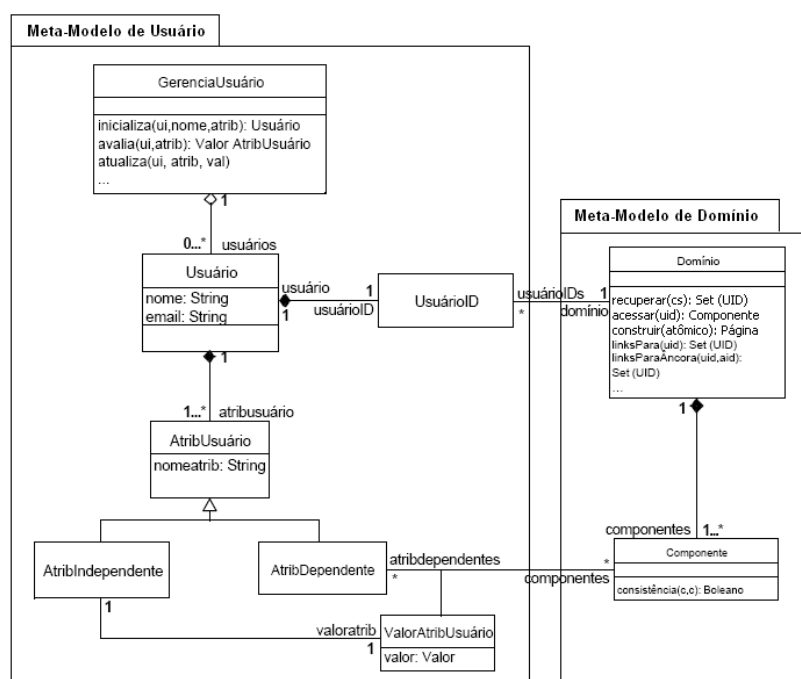 Meta-Modelo de Usuário
GerenciaUsuário
inicializa(ui,nome,atrib): Usuário
avalia(ui,atrib): Valor AtribUsuário
atualiza(ui, atrib, val)
...
1
0...* usuários
Usuário
nome: String
email: String
usuário
1
1
usuárioID
UsuárioID
usuárioIDs
*
1
domínio
Meta-Modelo de Domínio
Domínio
recuperar(cs): Set (UID)
acessar(uid): Componente
construir(atômico): Página
linksPara(uid): Set (UID)
linksParaÂncora(uid,aid):
Set (UID)
...
1
1
1...* atribusuário
AtribUsuário
nomeatrib: String
componentes
1...*
Componente
consistência(c,c): Boleano
AtribIndependente
AtribDependente
atribdependentes
*
*
componentes
1
valoratrib
1
ValorAtribUsuário
valor: Valor